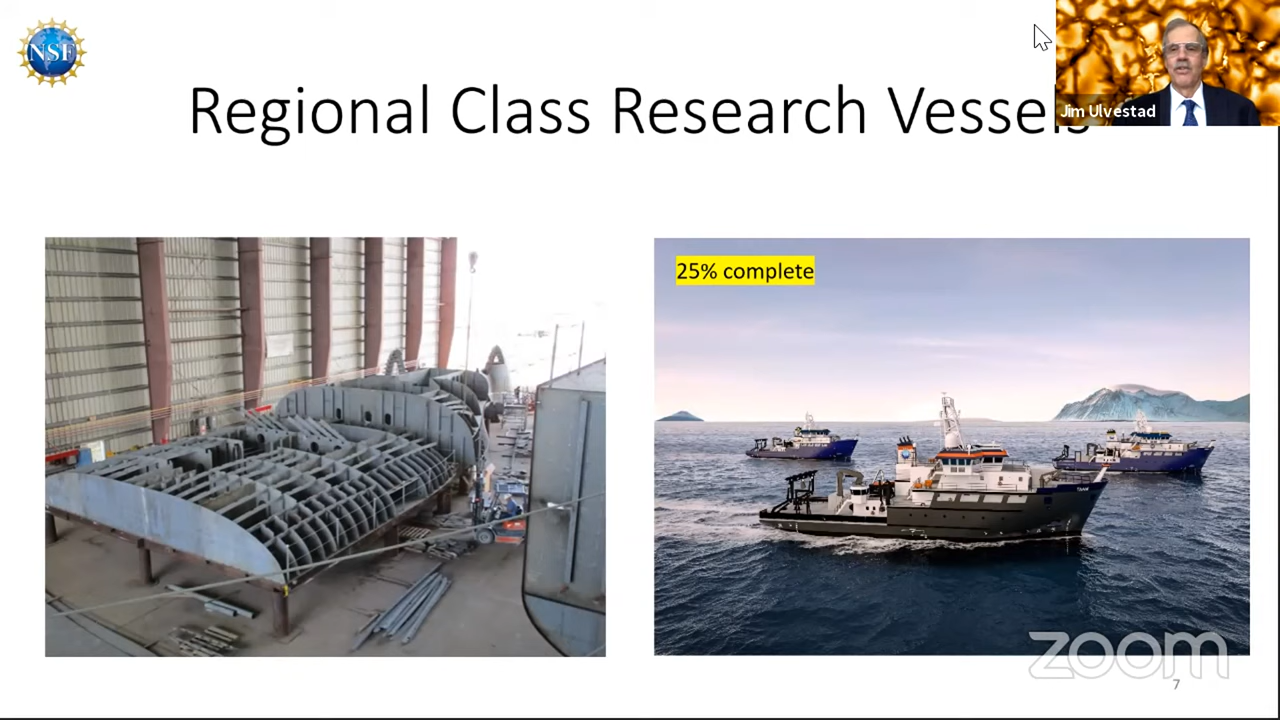 NSF
Jim Ulvestad
Regional Class Research Vessels
25% complete
zoom
7